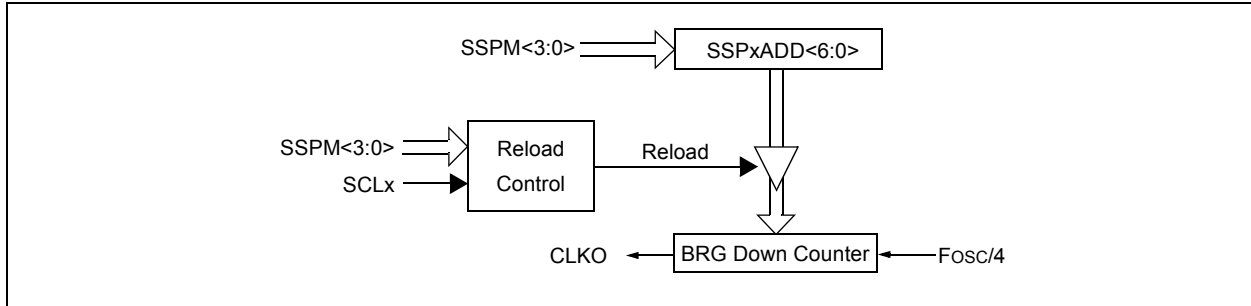 SSPM<3:0>
SSPxADD<6:0>
SSPM<3:0>
SCLx
Reload
Control
Reload
CLKO
BRG Down Counter
FOSC/4